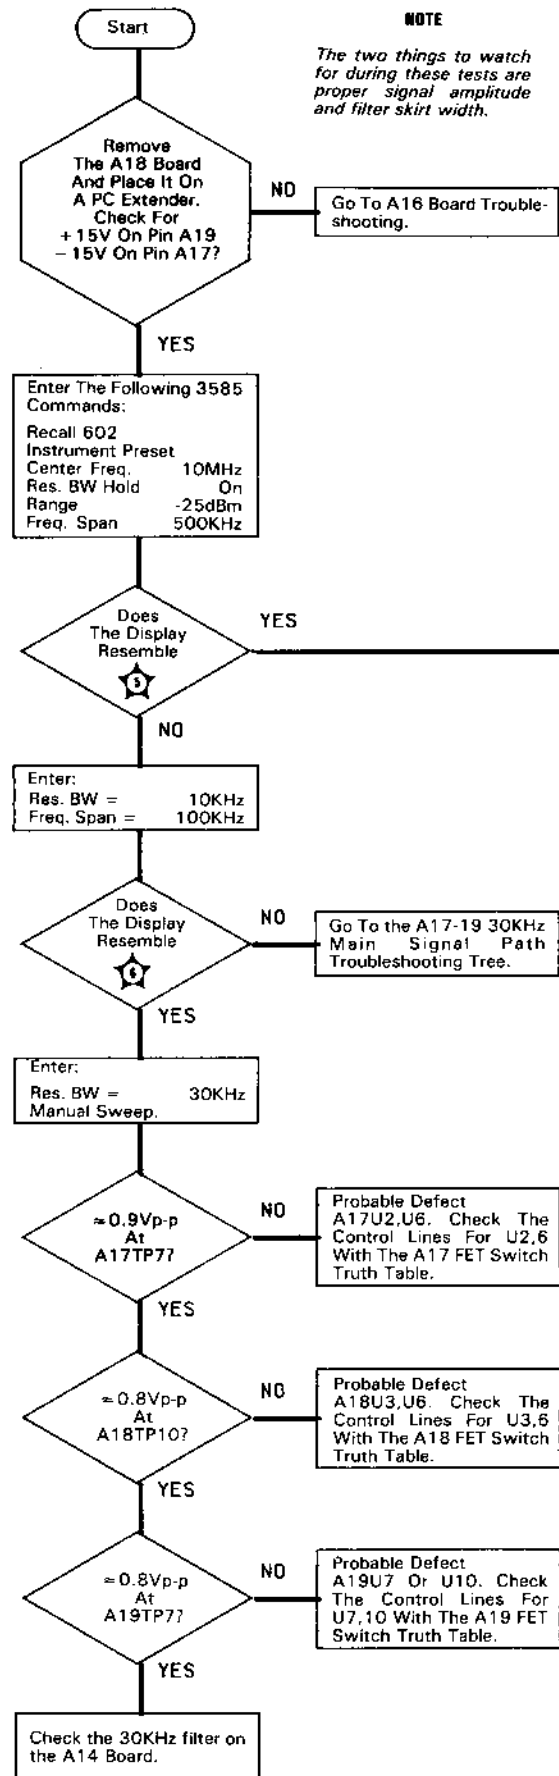 Start
NOTE
The two things to watch
for during these tests are
proper signal amplitude
and filter skirt width.
Remove
The A18 Board
And Place It On
A PC Extender.
Check For
+15V On Pin A19
−15V On Pin A17?
NO
Go To A16 Board Trouble-
shooting.
YES
Enter The Following 3585
Commands:
Recall 602
Instrument Preset
Center Freq. 10MHz
Res. BW Hold On
Range -25dBm
Freq. Span 500KHz
Does
The Display
Resemble
5
YES
NO
Enter:
Res. BW = 10KHz
Freq. Span = 100KHz
Does
The Display
Resemble
6
NO
Go To the A17-19 30KHz
Main Signal Path
Troubleshooting Tree.
YES
Enter:
Res. BW = 30KHz
Manual Sweep.
≈0.9Vp-p
At
A17TP7?
NO
Probable Defect
A17U2,U6. Check The
Control Lines For U2,6
With The A17 FET Switch
Truth Table.
YES
≈0.8Vp-p
At
A18TP10?
NO
Probable Defect
A18U3,U6. Check The
Control Lines For U3,6
With The A18 FET Switch
Truth Table.
YES
≈0.8Vp-p
At
A19TP7?
NO
Probable Defect
A19U7 Or U10. Check
The Control Lines For
U7,10 With The A19 FET
Switch Truth Table.
YES
Check the 30KHz filter on
the A14 Board.